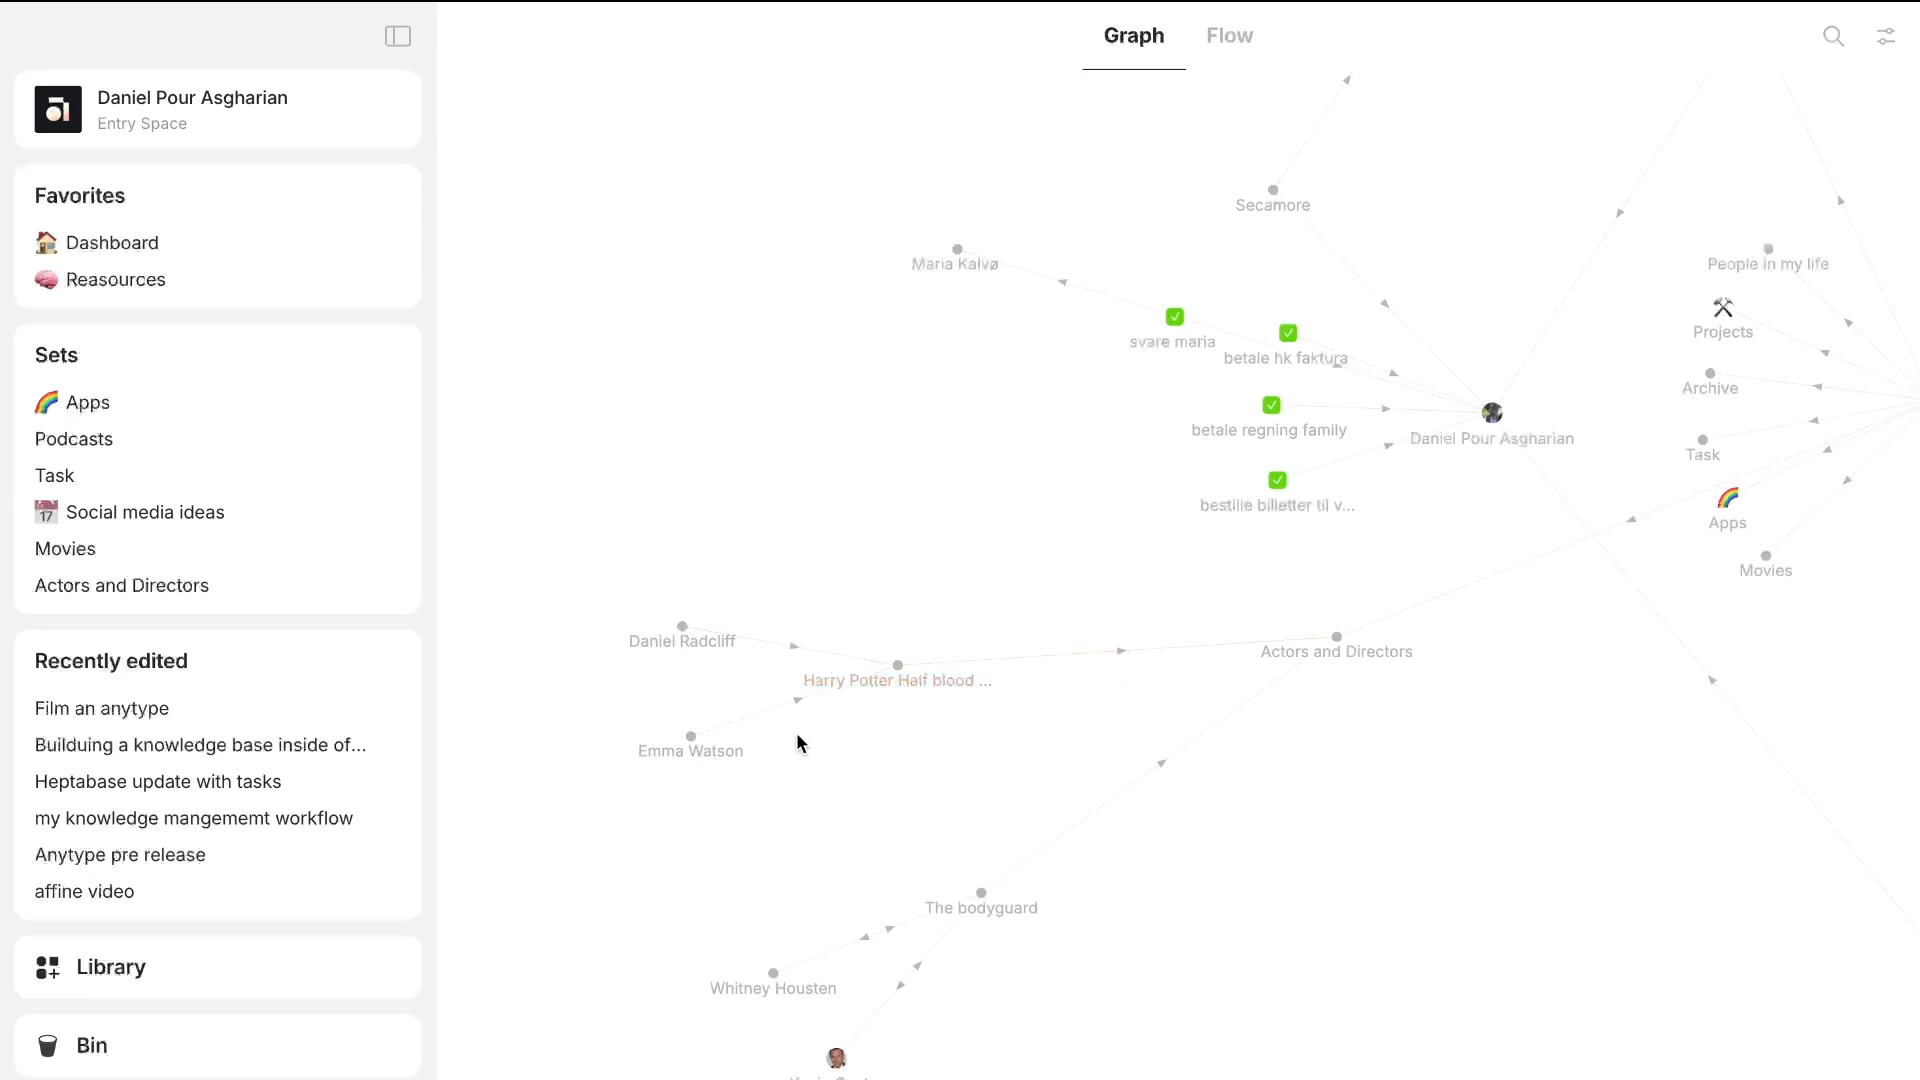 Graph
Flow
Daniel Pour Asgharian
Entry Space
Favorites
Dashboard
Reasources
Sets
Apps
Podcasts
Task
17
Social media ideas
Movies
Actors and Directors
Recently edited
Film an anytype
Builduing a knowledge base inside of...
Heptabase update with tasks
my knowledge mangememt workflow
Anytype pre release
affine video
Library
Bin
Secamore
Maria Kalvø
People in my life
svare maria
betale hk faktura
Projects
Archive
betale regning family
Daniel Pour Asgharian
Task
bestille billetter til v...
Apps
Movies
Daniel Radcliff
Actors and Directors
Harry Potter Half blood ...
Emma Watson
The bodyguard
Whitney Housten